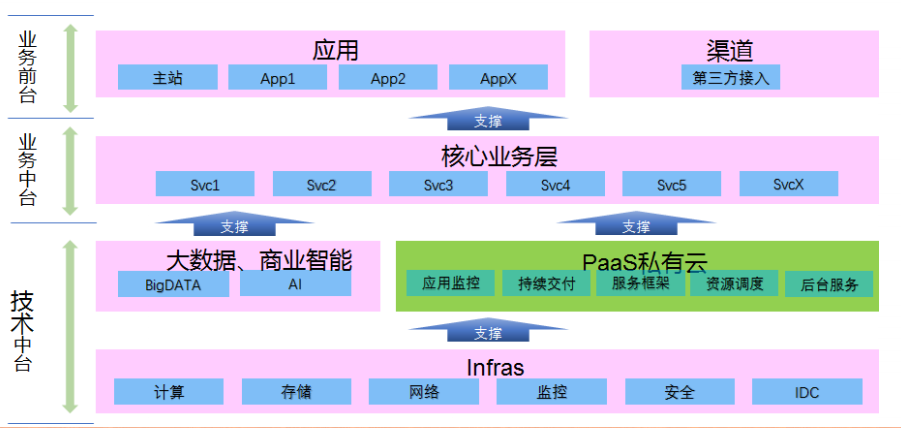 业务前台
应用
主站
App1
App2
AppX
渠道
第三方接入
支撑
业务中台
核心业务层
Svc1
Svc2
Svc3
Svc4
Svc5
SvcX
支撑
支撑
技术中台
大数据、商业智能
BigDATA
AI
PaaS私有云
应用监控
持续交付
服务框架
资源调度
后台服务
支撑
Infras
计算
存储
网络
监控
安全
IDC